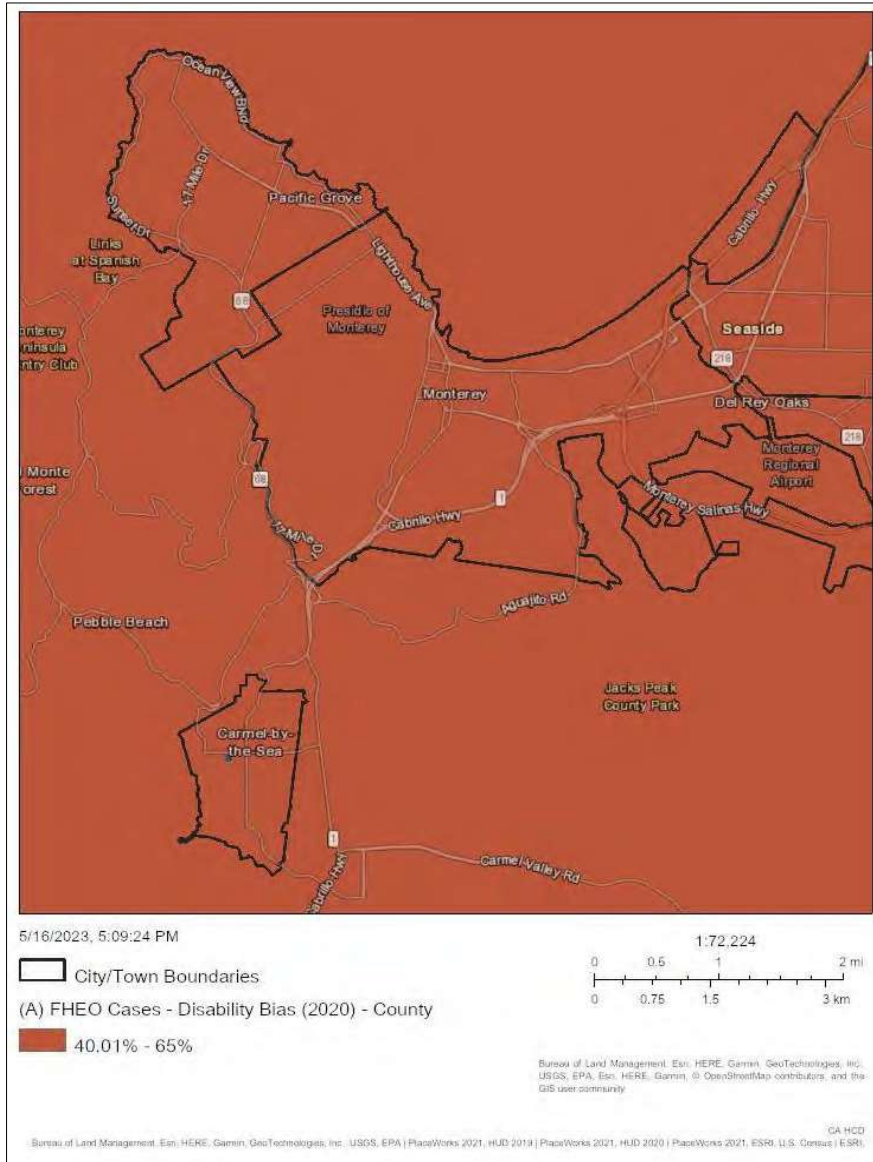 Ocean View Blvd
17 Mile Dr
Pacific Grove
Sunset Dr
Links
at Spanish
Bay
Lighthouse Ave
68
Presidio of
Monterey
Cabrillo Hwy
Seaside
218
onterey
ninsula
ntry Club
Monterey
Del Rey Oaks
218
Monterey
Regional
Airport
l Monte
orest
68
1
Monterey Salinas Hwy
Cabrillo Hwy
17 Mile Dr
Aguajito Rd
Pebble Beach
Jacks Peak
County Park
Carmel-by-
the-Sea
1
Carmel Valley Rd
Cabrillo Hwy
5/16/2023, 5:09:24 PM
City/Town Boundaries
(A) FHEO Cases - Disability Bias (2020) - County
40.01% - 65%
1:72,224
0 0.5 1 2 mi
0 0.75 1.5 3 km
Bureau of Land Management, Esri, HERE, Garmin, GeoTechnologies, Inc.,
USGS, EPA, Esri, HERE, Garmin, © OpenStreetMap contributors, and the
GIS user community
CA HCD
Bureau of Land Management, Esri, HERE, Garmin, GeoTechnologies, Inc., USGS, EPA | PlaceWorks 2021, HUD 2019 | PlaceWorks 2021, HUD 2020 | PlaceWorks 2021, ESRI, U.S. Census | ESRI,